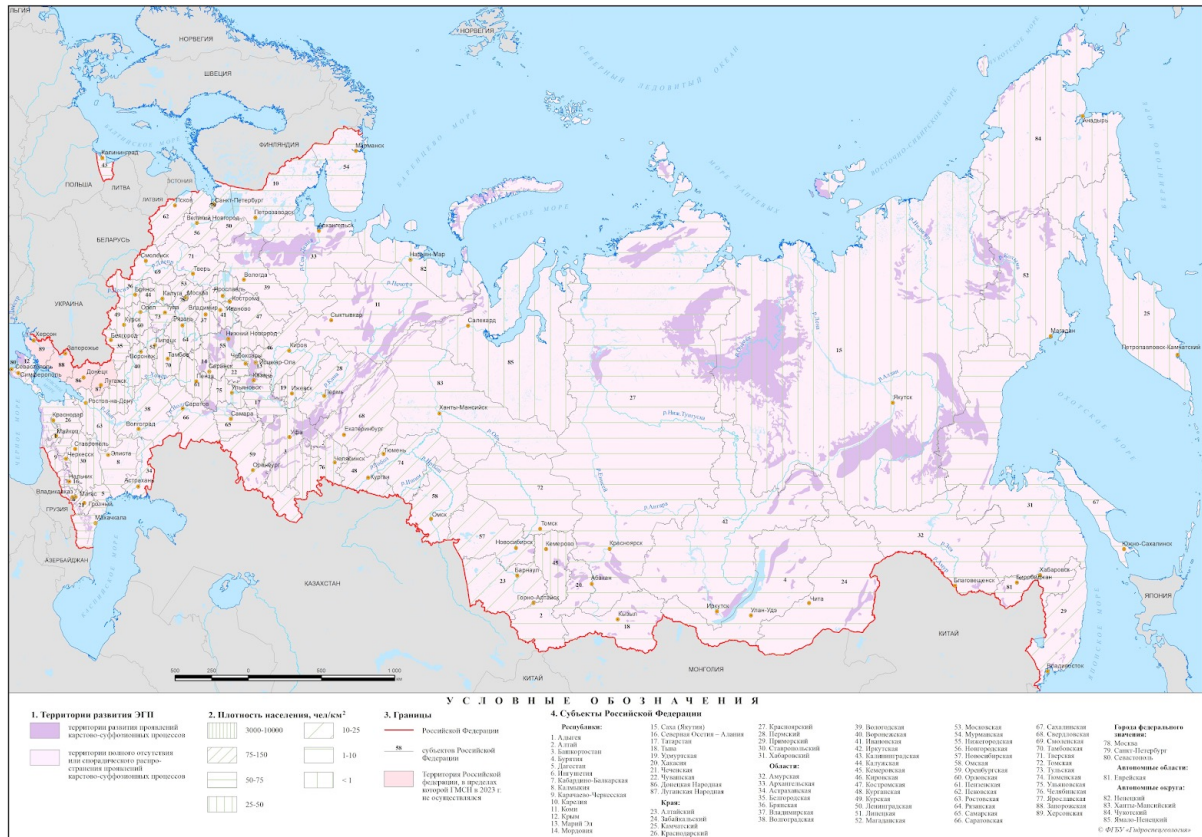 НОРВЕГИЯ
НОРВЕГИЯ
ШВЕЦИЯ
ФИНЛЯНДИЯ
ЭСТОНИЯ
ЛАТВИЯ
ЛИТВА
ПОЛЬША
БЕЛАРУСЬ
УКРАИНА
ГРУЗИЯ
АЗЕРБАЙДЖАН
КАЗАХСТАН
КИТАЙ
МОНГОЛИЯ
КИТАЙ
ЯПОНИЯ
СЕВЕРНЫЙ ЛЕДОВИТЫЙ ОКЕАН
БАРЕНЦЕВО МОРЕ
КАРСКОЕ МОРЕ
МОРЕ ЛАПТЕВЫХ
ВОСТОЧНО-СИБИРСКОЕ МОРЕ
ОХОТСКОЕ МОРЕ
ЯПОНСКОЕ МОРЕ
ЧЕРНОЕ МОРЕ
КАСПИЙСКОЕ МОРЕ
Калининград
Мурманск
Санкт-Петербург
Петрозаводск
Псков
Великий Новгород
Архангельск
Нарьян-Мар
Смоленск
Тверь
Вологда
Ярославль
Кострома
Москва
Калуга
Брянск
Орел
Тула
Владимир
Иваново
Рязань
Курск
Белгород
Липецк
Воронеж
Тамбов
Нижний Новгород
Чебоксары
Йошкар-Ола
Саранск
Пенза
Ульяновск
Киров
Сыктывкар
Ижевск
Пермь
Самара
Саратов
Уфа
Оренбург
Екатеринбург
Челябинск
Курган
Тюмень
Салехард
Ханты-Мансийск
Омск
Томск
Новосибирск
Кемерово
Барнаул
Горно-Алтайск
Красноярск
Абакан
Кызыл
Иркутск
Улан-Удэ
Чита
Якутск
Магадан
Анадырь
Петропавловск-Камчатский
Южно-Сахалинск
Хабаровск
Биробиджан
Благовещенск
Владивосток
Херсон
Запорожье
Донецк
Луганск
Севастополь
Симферополь
Ростов-на-Дону
Краснодар
Майкоп
Ставрополь
Черкесск
Элиста
Волгоград
Астрахань
Нальчик
Владикавказ
Магас
Грозный
Махачкала
р.Печора
р.Обь
р.Иртыш
р.Енисей
р.Ниж.Тунгуска
р.Ангара
р.Лена
р.Алдан
500 0 500 1 000
УСЛОВНЫЕ ОБОЗНАЧЕНИЯ
1. Территории развития ЭГП
территории развития проявлений
карстово-суффозионных процессов
территории полного отсутствия
или спорадического распро-
странения проявлений
карстово-суффозионных процессов
2. Плотность населения, чел/км²
3000-10000
75-150
50-75
25-50
10-25
1-10
< 1
3. Границы
Российской Федерации
58 субъектов Российской
Федерации
Территория Российской
федерации, в пределах
которой ГМСН в 2023 г.
не осуществлялся
4. Субъекты Российской Федерации
Республики:
1. Адыгея
2. Алтай
3. Башкортостан
4. Бурятия
5. Дагестан
6. Ингушетия
7. Кабардино-Балкарская
8. Калмыкия
9. Карачаево-Черкесская
10. Карелия
11. Коми
12. Крым
13. Марий Эл
14. Мордовия
15. Саха (Якутия)
16. Северная Осетия – Алания
17. Татарстан
18. Тыва
19. Удмуртская
20. Хакасия
21. Чеченская
22. Чувашская
86. Донецкая Народная
87. Луганская Народная
Края:
23. Алтайский
24. Забайкальский
25. Камчатский
26. Краснодарский
27. Красноярский
28. Пермский
29. Приморский
30. Ставропольский
31. Хабаровский
Области:
32. Амурская
33. Архангельская
34. Астраханская
35. Белгородская
36. Брянская
37. Владимирская
38. Волгоградская
39. Вологодская
40. Воронежская
41. Ивановская
42. Иркутская
43. Калининградская
44. Калужская
45. Кемеровская
46. Кировская
47. Костромская
48. Курганская
49. Курская
50. Ленинградская
51. Липецкая
52. Магаданская
53. Московская
54. Мурманская
55. Нижегородская
56. Новгородская
57. Новосибирская
58. Омская
59. Оренбургская
60. Орловская
61. Пензенская
62. Псковская
63. Ростовская
64. Рязанская
65. Самарская
66. Саратовская
67. Сахалинская
68. Свердловская
69. Смоленская
70. Тамбовская
71. Тверская
72. Томская
73. Тульская
74. Тюменская
75. Ульяновская
76. Челябинская
77. Ярославская
88. Запорожская
89. Херсонская
Города федерального
значения:
78. Москва
79. Санкт-Петербург
80. Севастополь
Автономные области:
81. Еврейская
Автономные округа:
82. Ненецкий
83. Ханты-Мансийский
84. Чукотский
85. Ямало-Ненецкий
© ФГБУ «Гидроспецгеология»